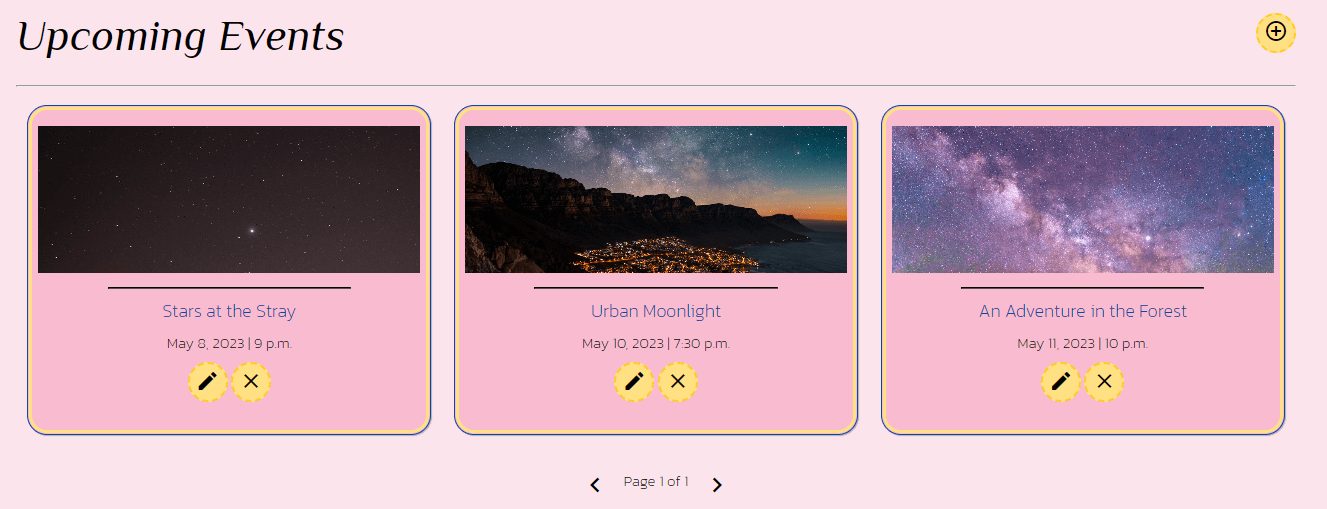 Upcoming Events
Stars at the Stray
May 8, 2023 | 9 p.m.
Urban Moonlight
May 10, 2023 | 7:30 p.m.
An Adventure in the Forest
May 11, 2023 | 10 p.m.
Page 1 of 1